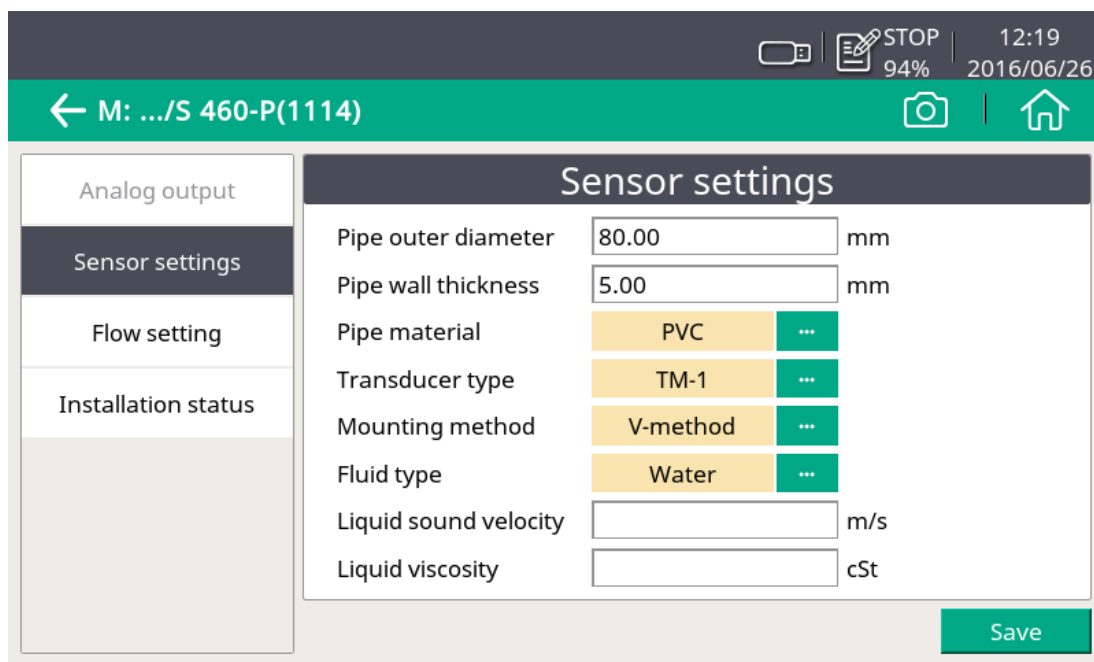 STOP 12:19
94% 2016/06/26
M: .../S 460-P(1114)
Analog output
Sensor settings
Flow setting
Installation status
Sensor settings
Pipe outer diameter 80.00 mm
Pipe wall thickness 5.00 mm
Pipe material PVC ...
Transducer type TM-1 ...
Mounting method V-method ...
Fluid type Water ...
Liquid sound velocity m/s
Liquid viscosity cSt
Save